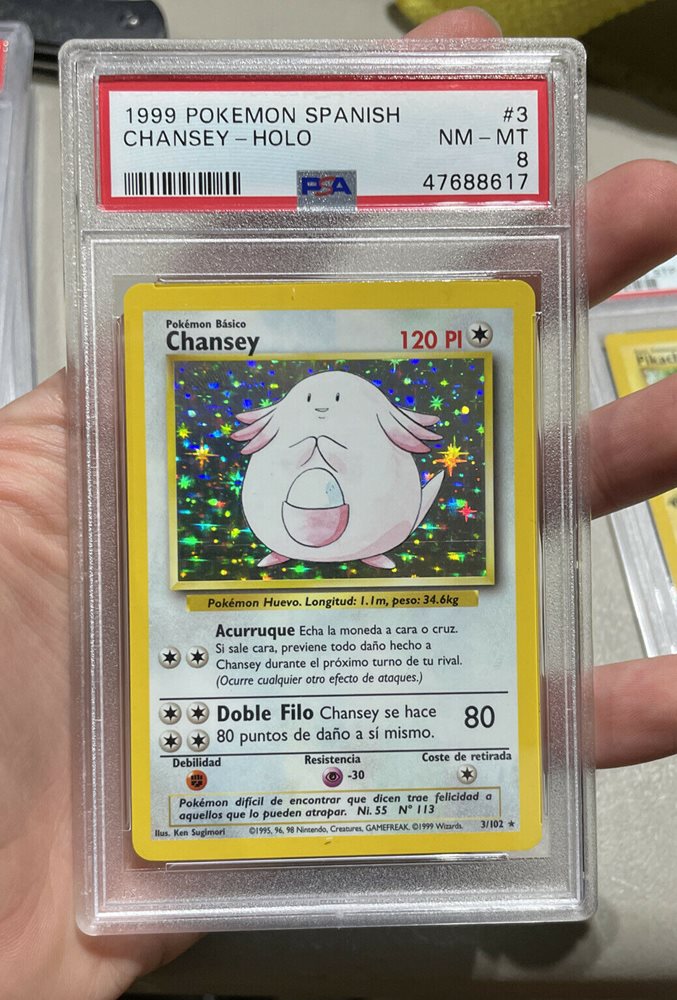 1999 POKEMON SPANISH #3
CHANSEY - HOLO NM - MT
8
PSA 47688617
Pokémon Básico
Chansey 120 PI
Pokémon Huevo. Longitud: 1.1m, peso: 34.6kg
Acurruque Echa la moneda a cara o cruz.
Si sale cara, previene todo daño hecho a
Chansey durante el próximo turno de tu rival.
(Ocurre cualquier otro efecto de ataques.)
Doble Filo Chansey se hace 80
80 puntos de daño a sí mismo.
Debilidad Resistencia Coste de retirada
-30
Pokémon difícil de encontrar que dicen trae felicidad a
aquellos que lo pueden atrapar. Ni. 55 N° 113
Ilus. Ken Sugimori ©1995, 96, 98 Nintendo, Creatures, GAMEFREAK. ©1999 Wizards. 3/102 ★